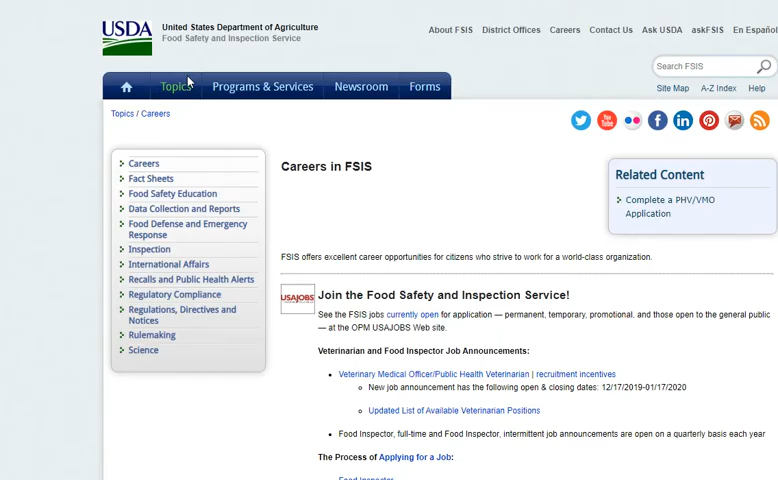 USDA
United States Department of Agriculture
Food Safety and Inspection Service
About FSIS District Offices Careers Contact Us Ask USDA askFSIS En Español
Search FSIS
Topics Programs & Services Newsroom Forms
Site Map A-Z Index Help
Topics / Careers
Careers
Fact Sheets
Food Safety Education
Data Collection and Reports
Food Defense and Emergency
Response
Inspection
International Affairs
Recalls and Public Health Alerts
Regulatory Compliance
Regulations, Directives and
Notices
Rulemaking
Science
Careers in FSIS
Related Content
Complete a PHV/VMO
Application
FSIS offers excellent career opportunities for citizens who strive to work for a world-class organization.
USAJOBS
Join the Food Safety and Inspection Service!
See the FSIS jobs currently open for application — permanent, temporary, promotional, and those open to the general public
— at the OPM USAJOBS Web site.
Veterinarian and Food Inspector Job Announcements:
Veterinary Medical Officer/Public Health Veterinarian | recruitment incentives
New job announcement has the following open & closing dates: 12/17/2019-01/17/2020
Updated List of Available Veterinarian Positions
Food Inspector, full-time and Food Inspector, intermittent job announcements are open on a quarterly basis each year
The Process of Applying for a Job:
Food Inspector